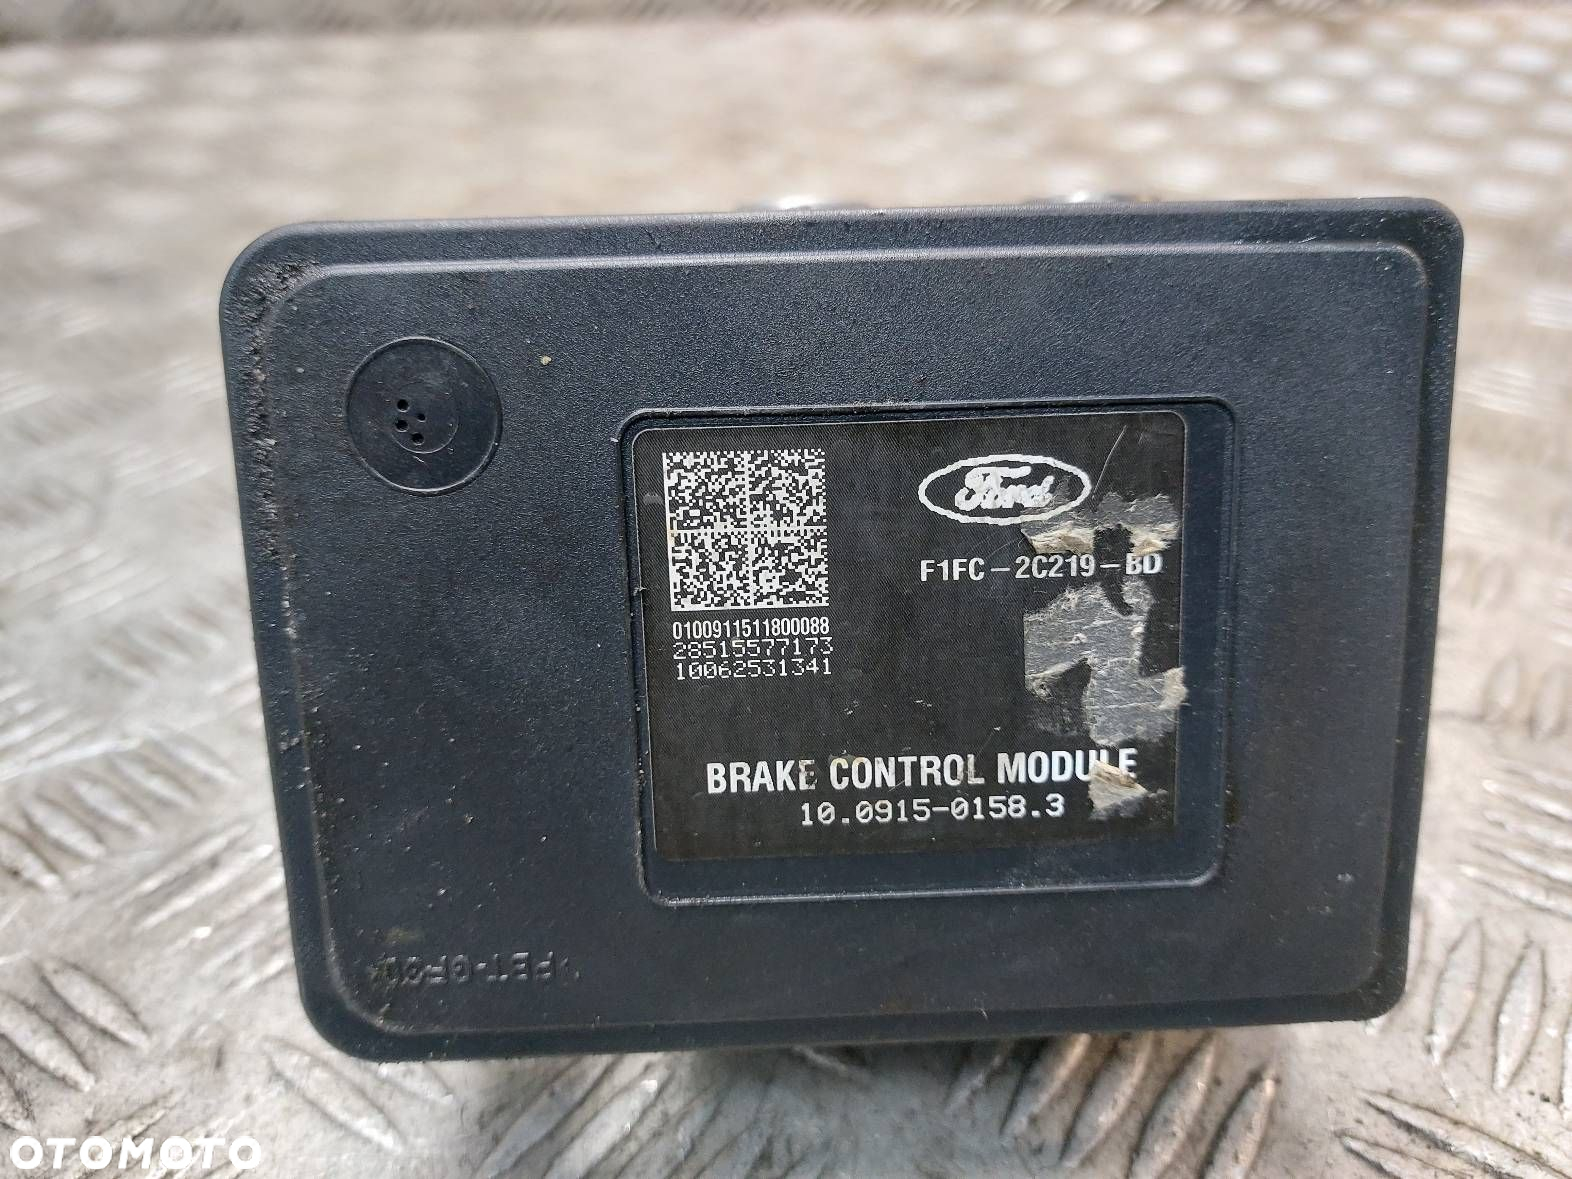 Ford
F1FC-2C219-BD
0100911511800088
28515577173
10062531341
BRAKE CONTROL MODULE
10.0915-0158.3
OTOMOTO